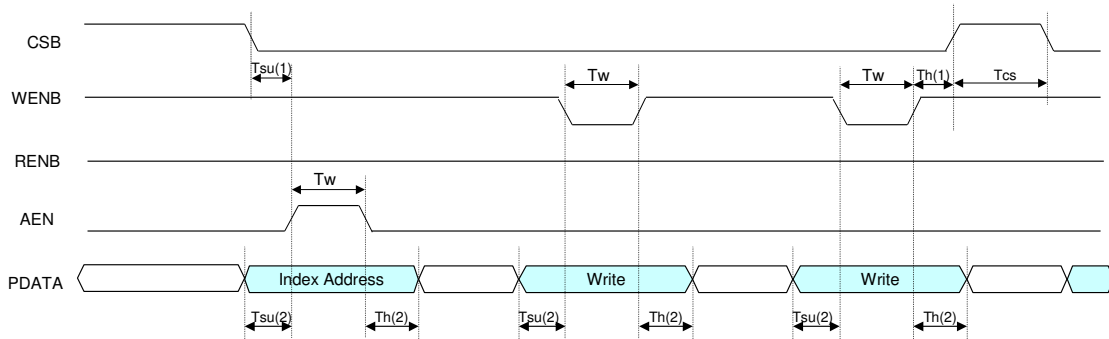 CSB
Tsu(1)
Tw Tw Th(1) Tcs
WENB
RENB
Tw
AEN
PDATA Index Address Write Write
Tsu(2) Th(2) Tsu(2) Th(2) Tsu(2) Th(2)